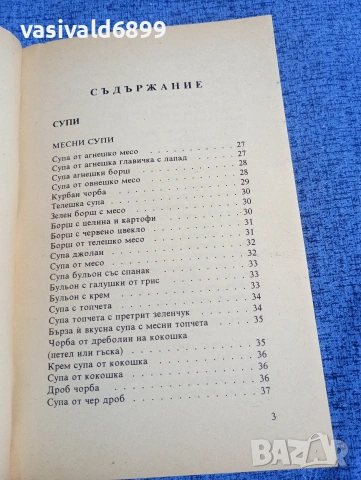 vasivald6899
СЪДЪРЖАНИЕ
СУПИ
МЕСНИ СУПИ
Супа от агнешко месо 27
Супа от агнешка главичка с лапад 27
Супа агнешки борш 28
Супа от овнешко месо 28
Курбан чорба 29
Телешка супа 30
Зелен борш с месо 30
Борш с целина и картофи 30
Борш с червено цвекло 31
Борш от телешко месо 31
Супа джолан 32
Супа от месо 32
Супа бульон със спанак 33
Бульон с галушки от грис 33
Бульон с крем 33
Супа с топчета 34
Супа топчета с претрит зеленчук 34
Бърза и вкусна супа с месни топчета 35
Чорба от дреболии на кокошка
(петел или гъска) 35
Крем супа от кокошка 36
Супа от кокошка 36
Дроб чорба 36
Супа от чер дроб 37
3
BAZAR
bg